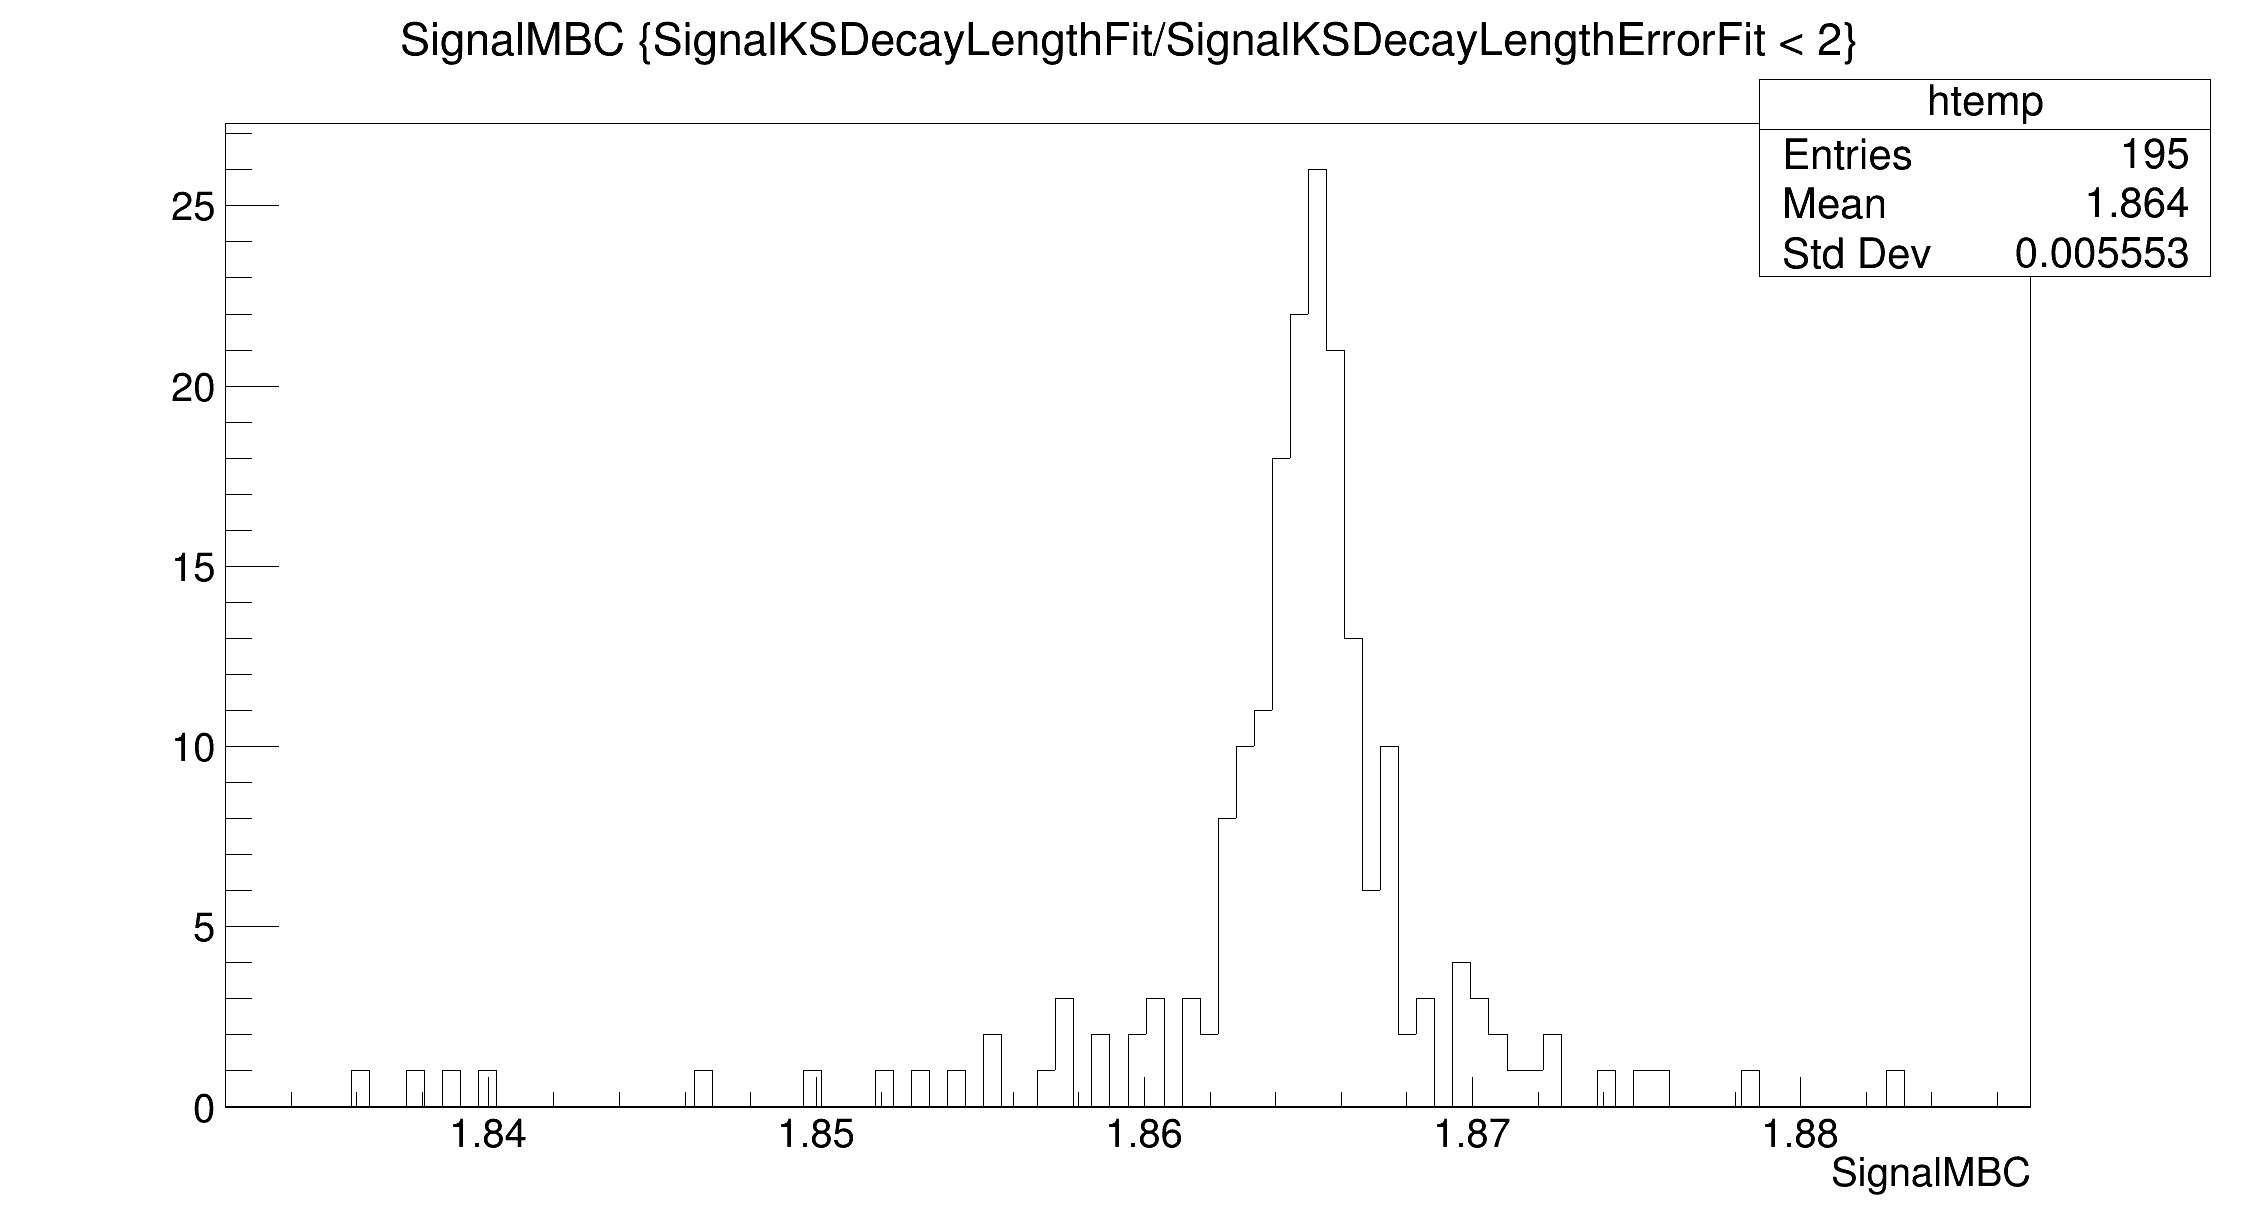 SignalMBC {SignalKSDecayLengthFit/SignalKSDecayLengthErrorFit < 2}
htemp
Entries 195
Mean 1.864
Std Dev 0.005553
25
20
15
10
5
0
1.84 1.85 1.86 1.87 1.88
SignalMBC